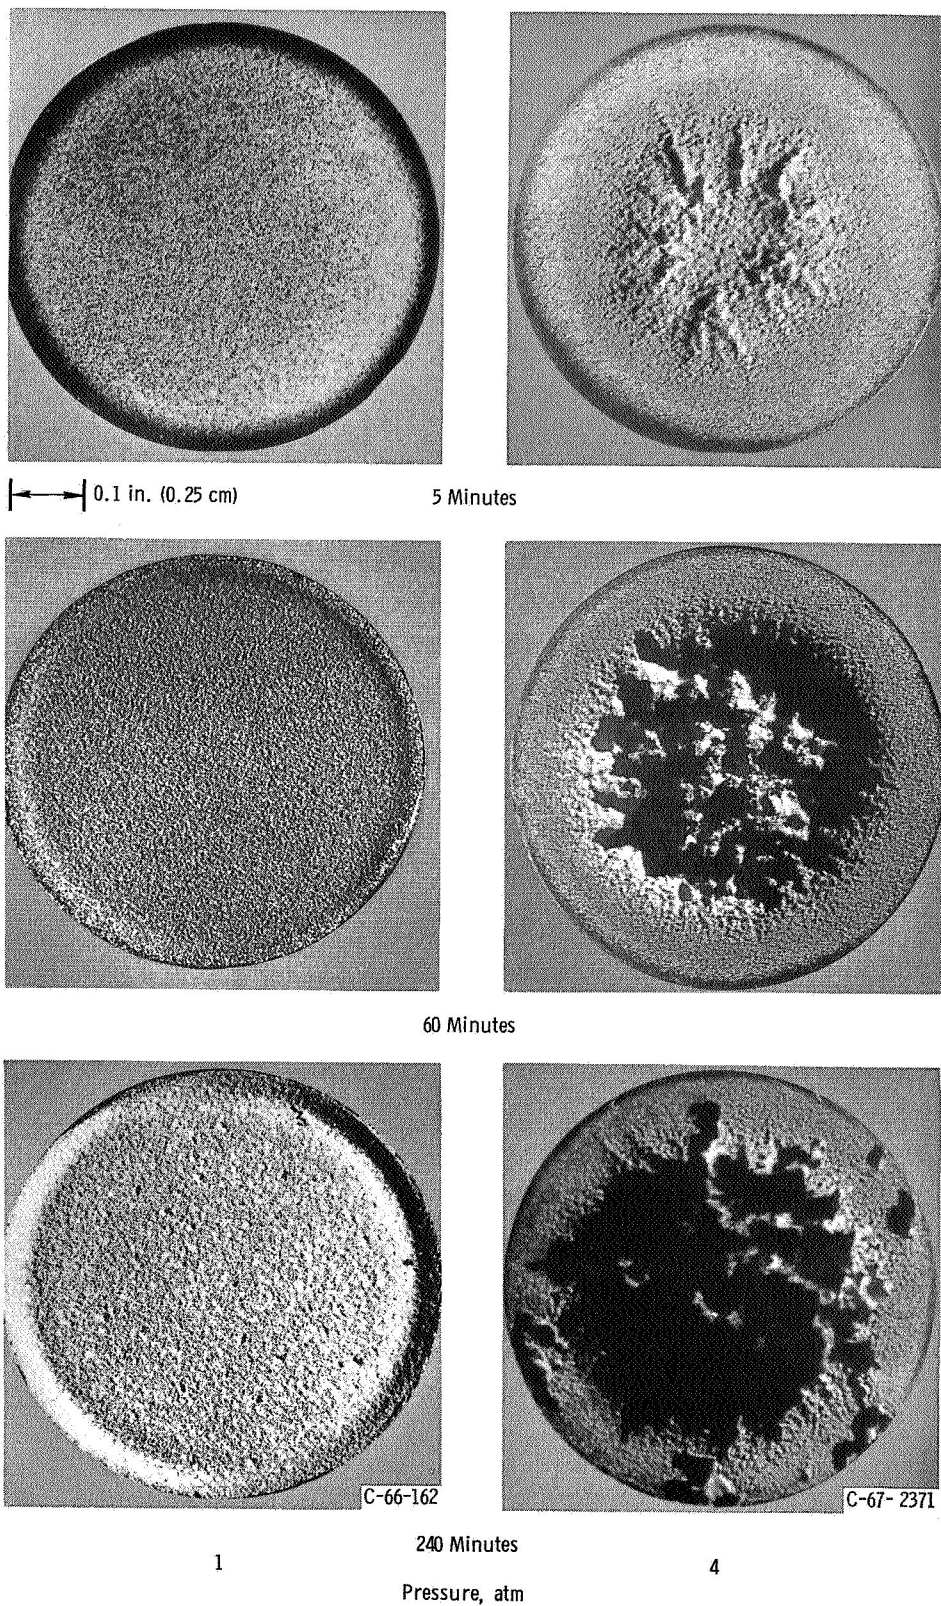 0.1 in. (0.25 cm)
5 Minutes
60 Minutes
C-66-162
C-67-2371
240 Minutes
1
4
Pressure, atm